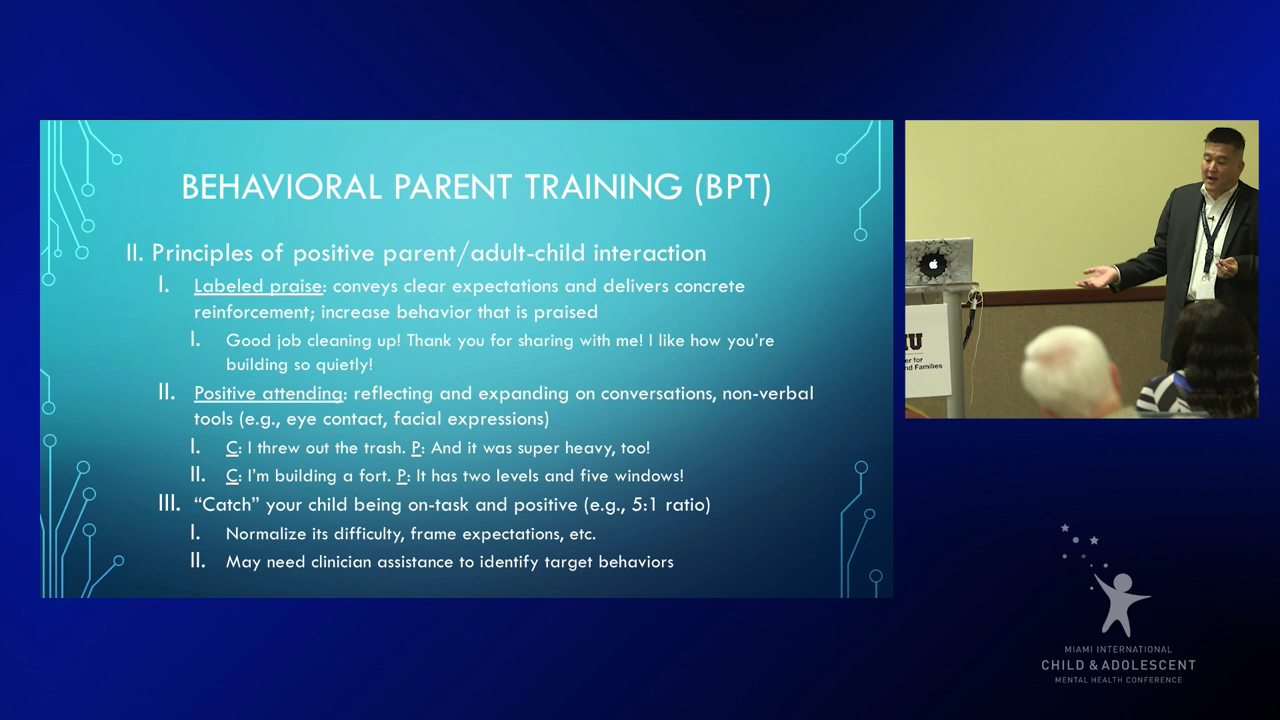 BEHAVIORAL PARENT TRAINING (BPT)
II. Principles of positive parent/adult-child interaction
I. Labeled praise: conveys clear expectations and delivers concrete
reinforcement; increase behavior that is praised
I. Good job cleaning up! Thank you for sharing with me! I like how you're
building so quietly!
II. Positive attending: reflecting and expanding on conversations, non-verbal
tools (e.g., eye contact, facial expressions)
I. C: I threw out the trash. P: And it was super heavy, too!
II. C: I'm building a fort. P: It has two levels and five windows!
III. “Catch” your child being on-task and positive (e.g., 5:1 ratio)
I. Normalize its difficulty, frame expectations, etc.
II. May need clinician assistance to identify target behaviors
MIAMI INTERNATIONAL
CHILD & ADOLESCENT
MENTAL HEALTH CONFERENCE